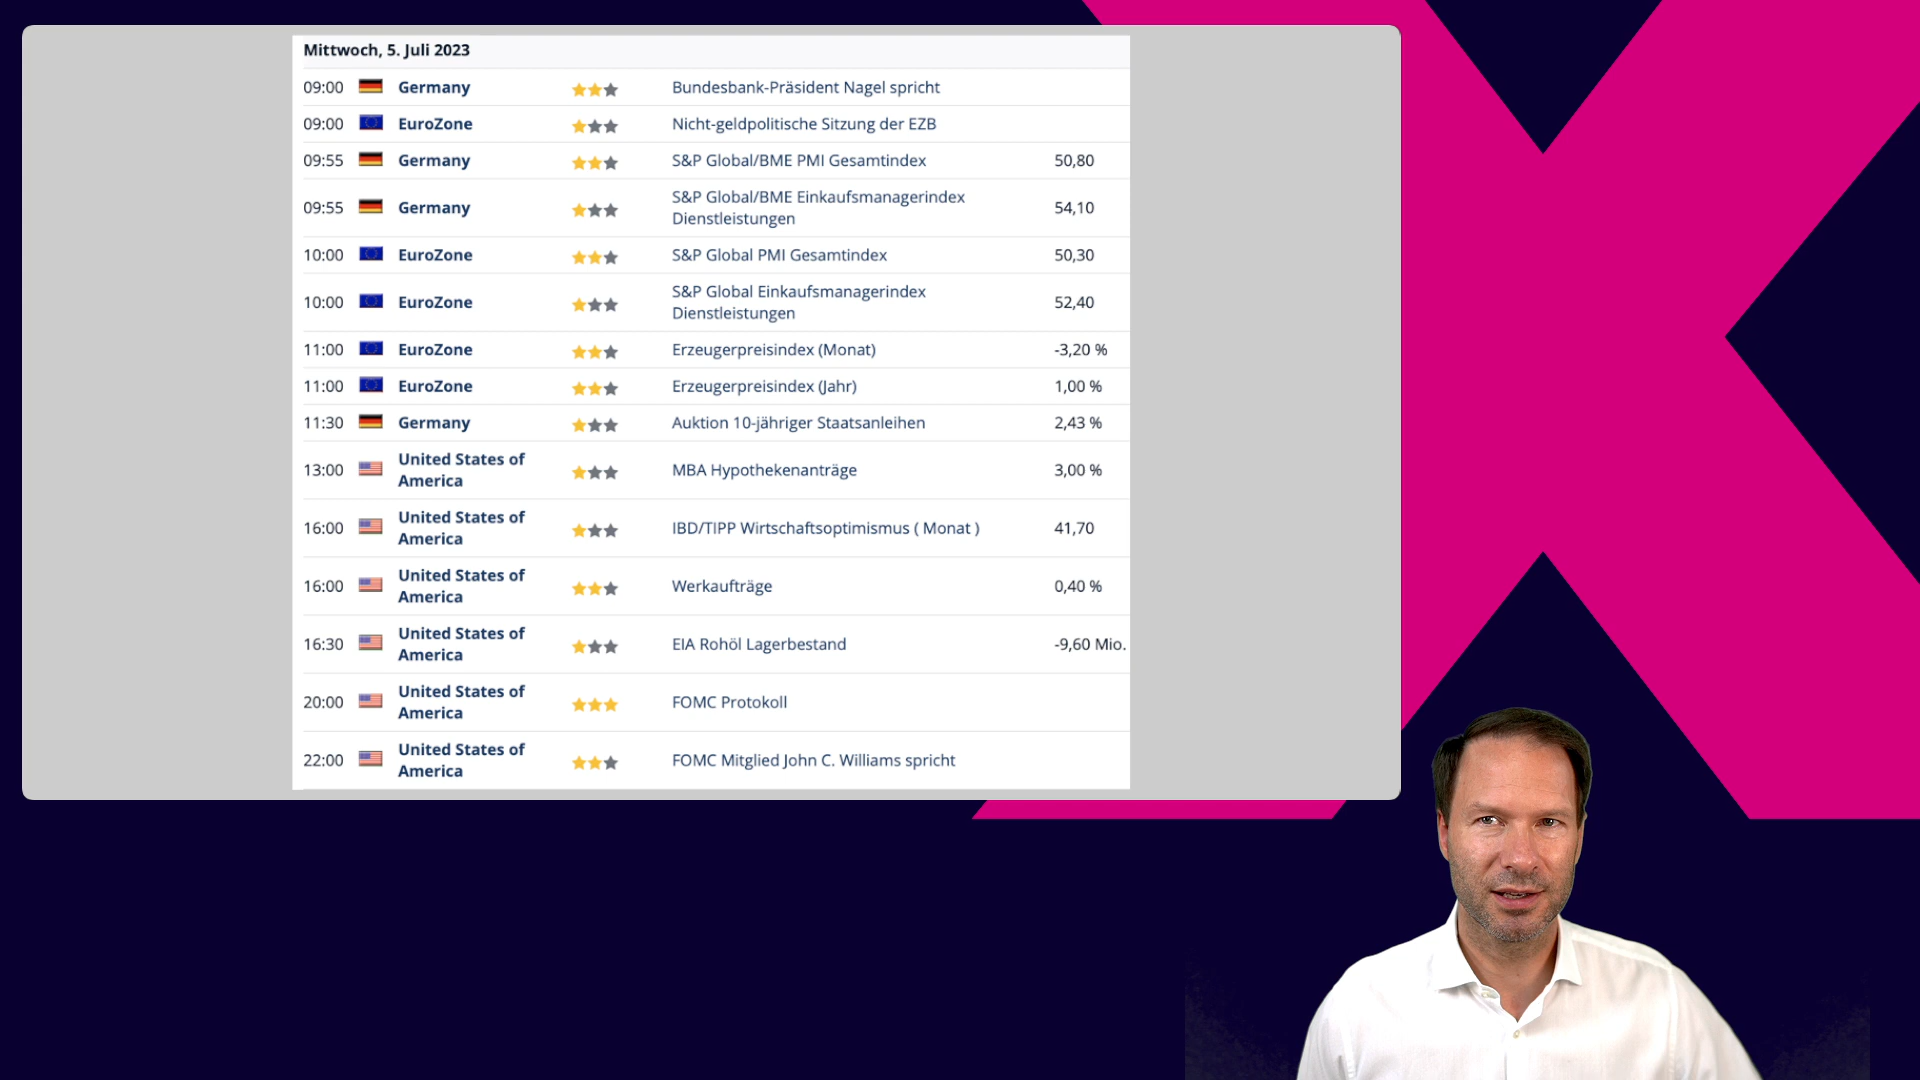 Mittwoch, 5. Juli 2023
09:00 Germany Bundesbank-Präsident Nagel spricht
09:00 EuroZone Nicht-geldpolitische Sitzung der EZB
09:55 Germany S&P Global/BME PMI Gesamtindex 50,80
09:55 Germany S&P Global/BME Einkaufsmanagerindex
Dienstleistungen 54,10
10:00 EuroZone S&P Global PMI Gesamtindex 50,30
10:00 EuroZone S&P Global Einkaufsmanagerindex
Dienstleistungen 52,40
11:00 EuroZone Erzeugerpreisindex (Monat) -3,20 %
11:00 EuroZone Erzeugerpreisindex (Jahr) 1,00 %
11:30 Germany Auktion 10-jähriger Staatsanleihen 2,43 %
13:00 United States of
America MBA Hypothekenanträge 3,00 %
16:00 United States of
America IBD/TIPP Wirtschaftsoptimismus ( Monat ) 41,70
16:00 United States of
America Werkaufträge 0,40 %
16:30 United States of
America EIA Rohöl Lagerbestand -9,60 Mio.
20:00 United States of
America FOMC Protokoll
22:00 United States of
America FOMC Mitglied John C. Williams spricht